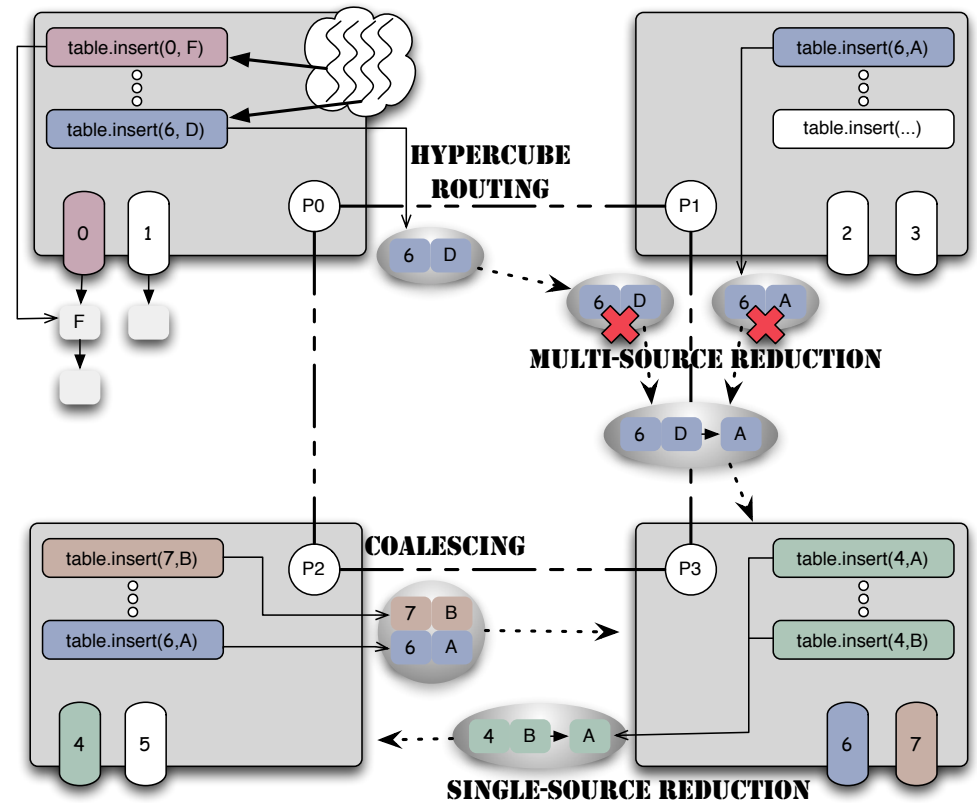 table.insert(0, F)
table.insert(6, D)
0
1
F
P0
HYPERCUBE
ROUTING
6 D
P1
table.insert(6,A)
table.insert(...)
2
3
6 D
6 A
MULTI-SOURCE REDUCTION
6 D A
table.insert(7,B)
table.insert(6,A)
4
5
P2
COALESCING
7 B
6 A
P3
table.insert(4,A)
table.insert(4,B)
6
7
4 B A
SINGLE-SOURCE REDUCTION